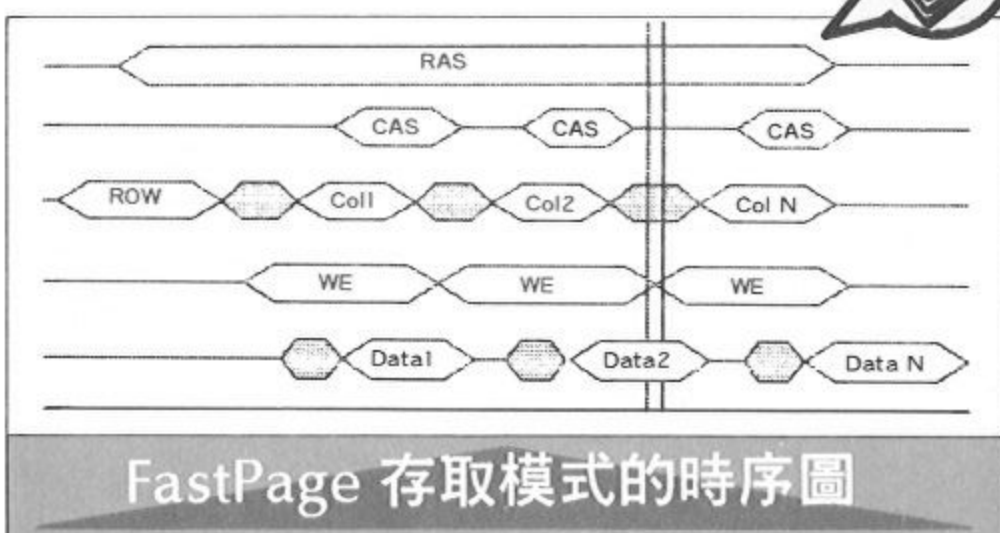 RAS
CAS CAS CAS
ROW Col1 Col2 Col N
WE WE WE
Data1 Data2 Data N
FastPage 存取模式的時序圖